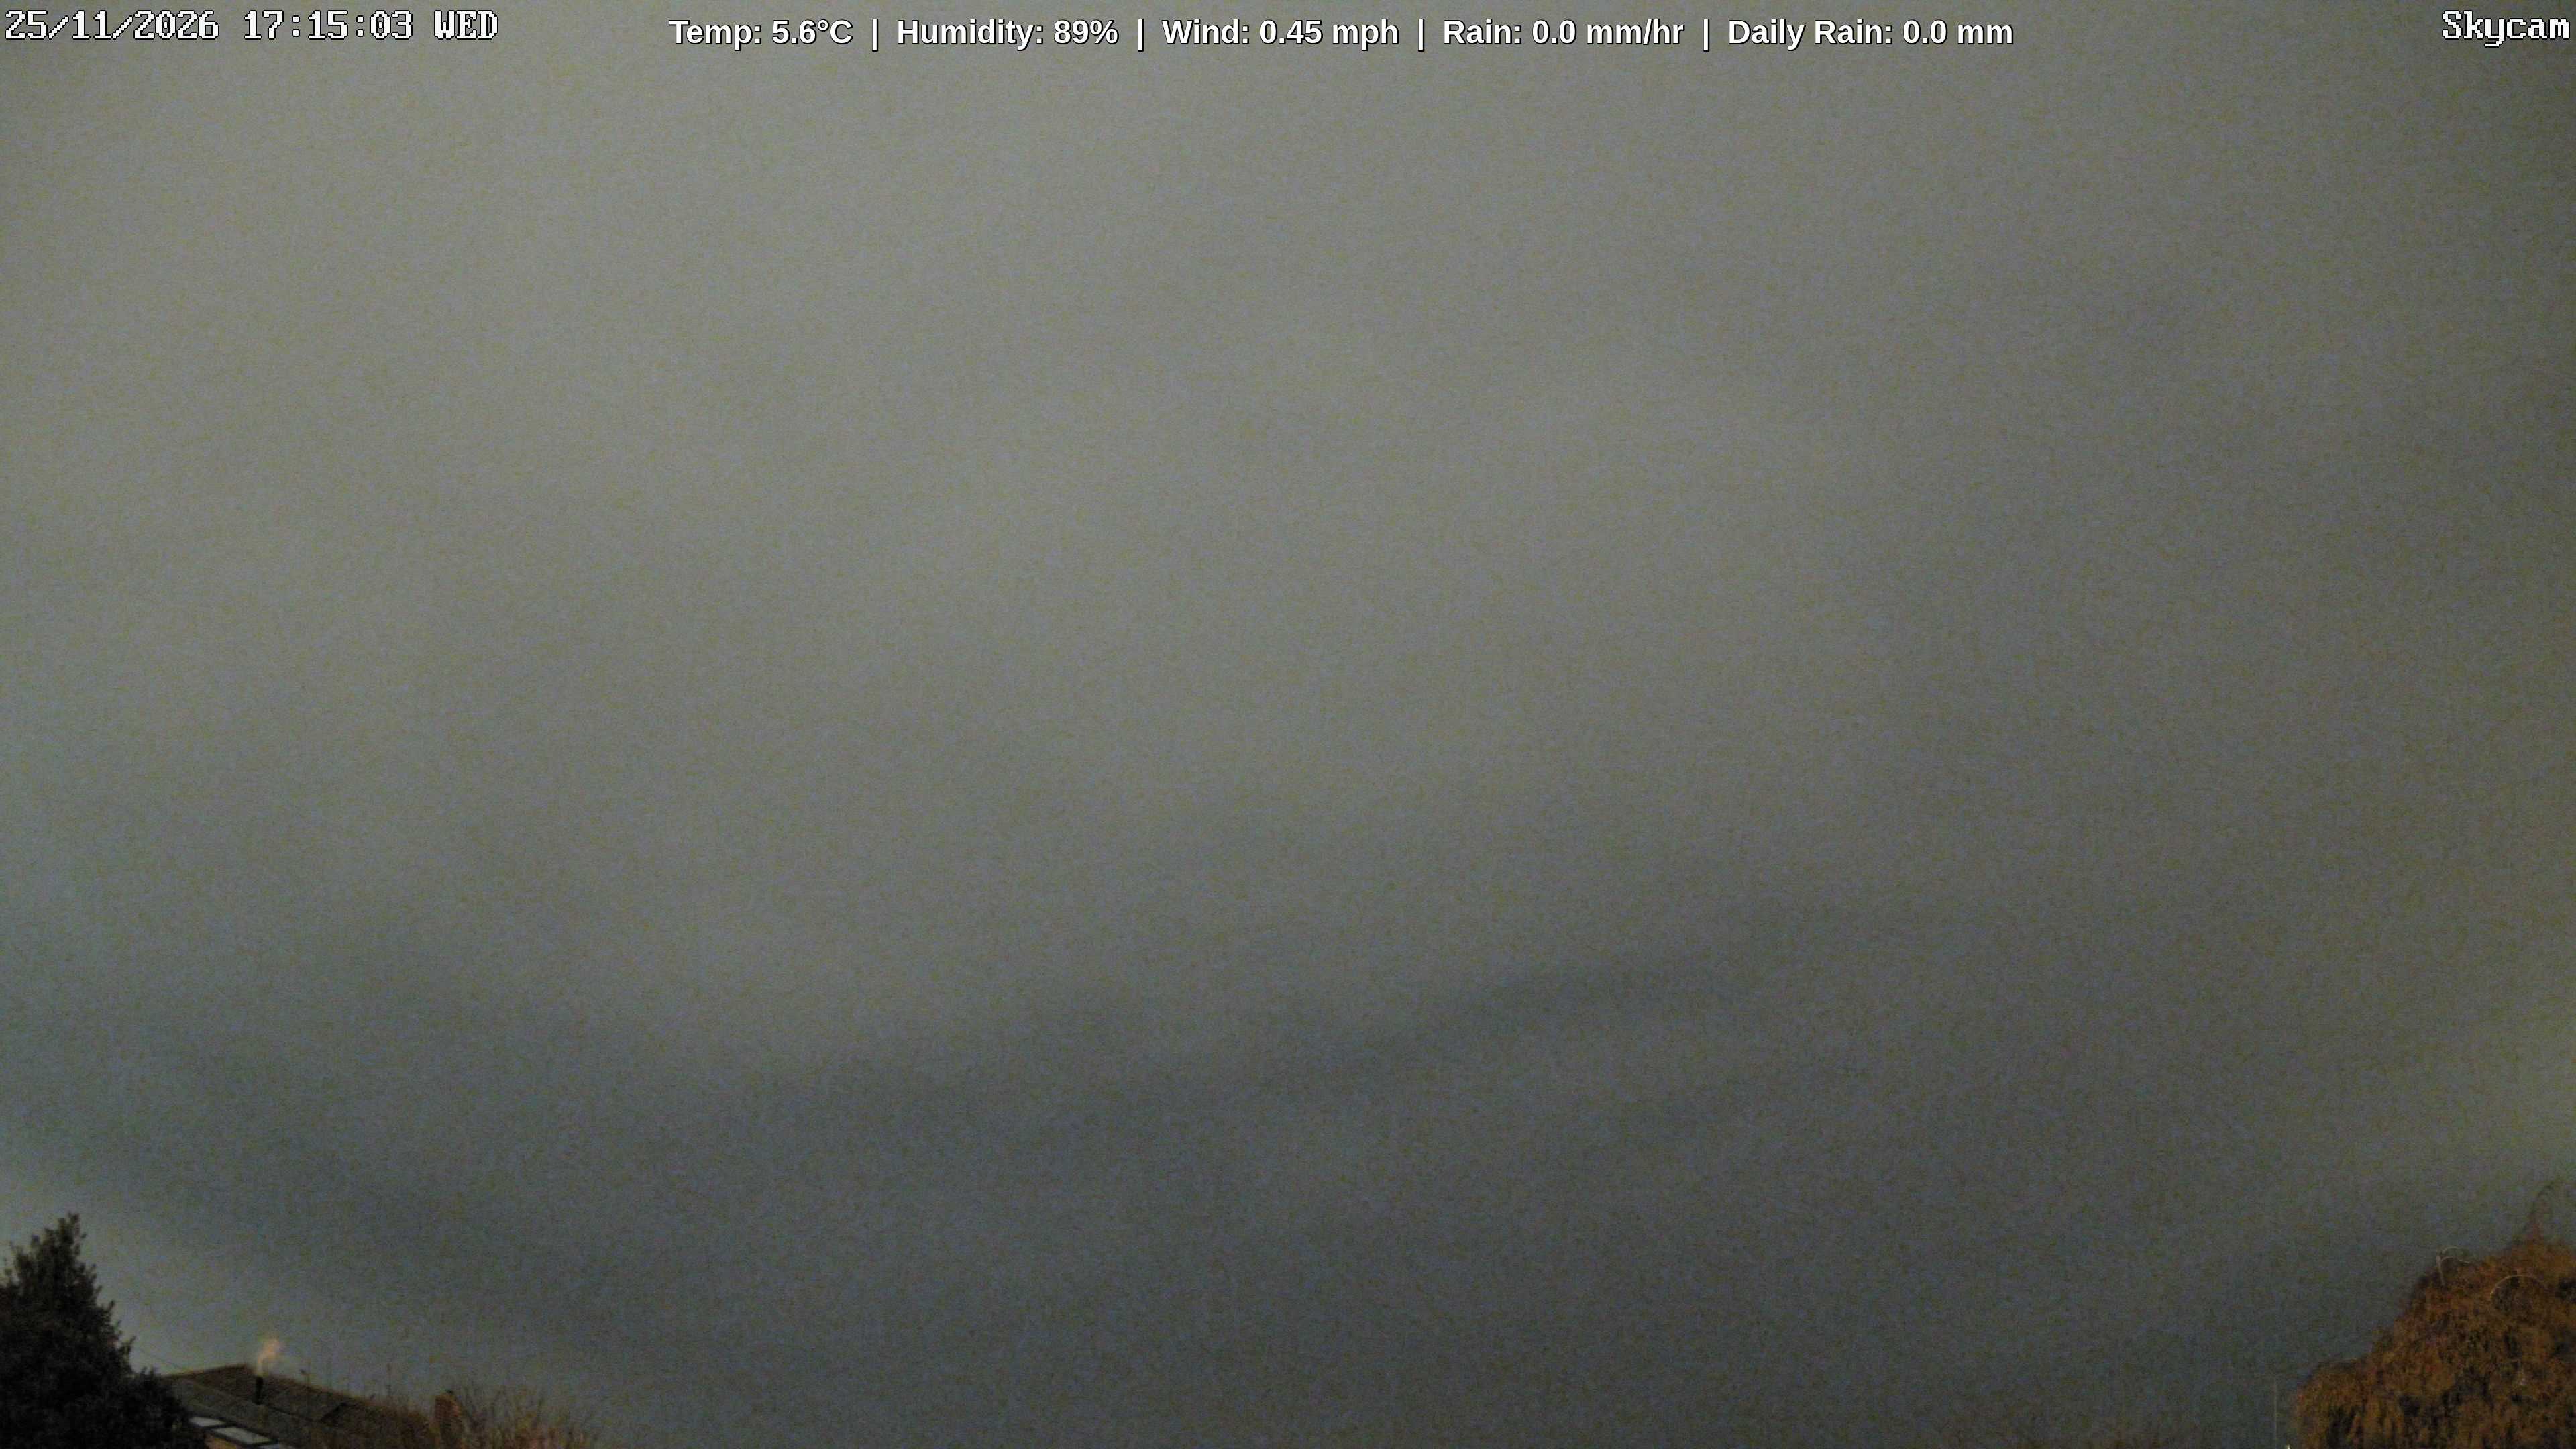 25/11/2026 17:15:03 WED
Temp: 5.6°C | Humidity: 89% | Wind: 0.45 mph | Rain: 0.0 mm/hr | Daily Rain: 0.0 mm
Skycam